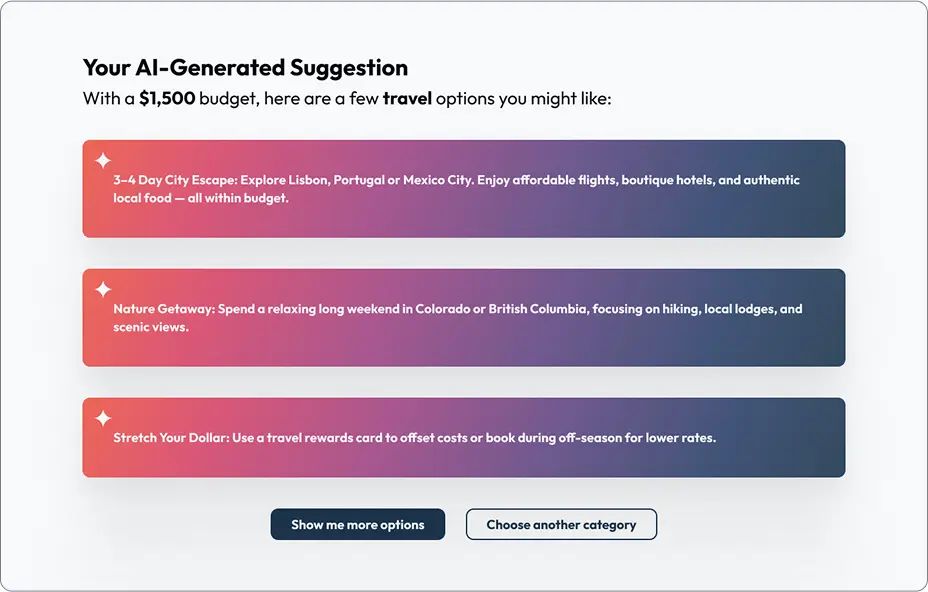 Your AI-Generated Suggestion
With a $1,500 budget, here are a few travel options you might like:
3–4 Day City Escape: Explore Lisbon, Portugal or Mexico City. Enjoy affordable flights, boutique hotels, and authentic
local food — all within budget.
Nature Getaway: Spend a relaxing long weekend in Colorado or British Columbia, focusing on hiking, local lodges, and
scenic views.
Stretch Your Dollar: Use a travel rewards card to offset costs or book during off-season for lower rates.
Show me more options
Choose another category